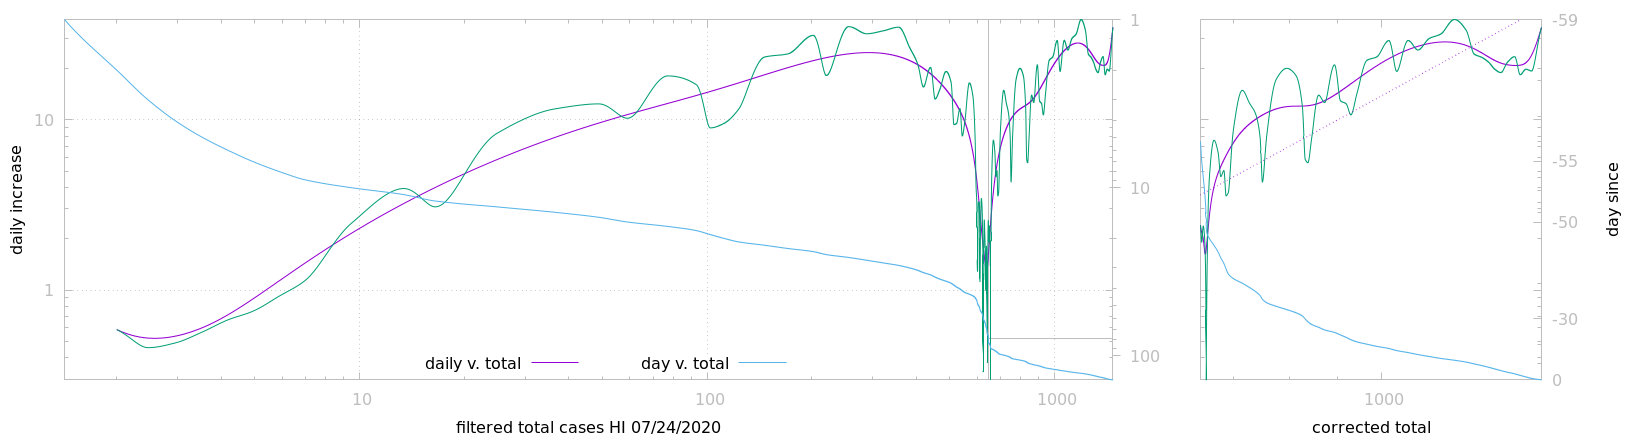 daily increase
10
1
daily v. total
day v. total
10
100
1000
filtered total cases HI 07/24/2020
1
10
100
1000
corrected total
-59
-55
-50
-30
0
day since